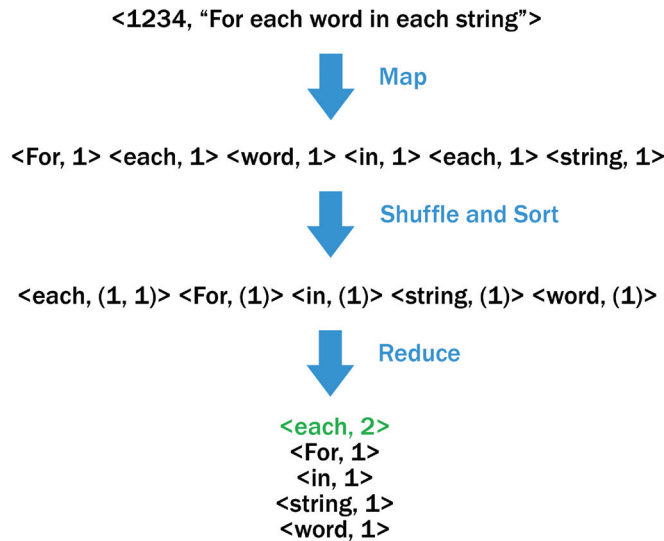 <1234, “For each word in each string”>
Map
<For, 1> <each, 1> <word, 1> <in, 1> <each, 1> <string, 1>
Shuffle and Sort
<each, (1, 1)> <For, (1)> <in, (1)> <string, (1)> <word, (1)>
Reduce
<each, 2>
<For, 1>
<in, 1>
<string, 1>
<word, 1>